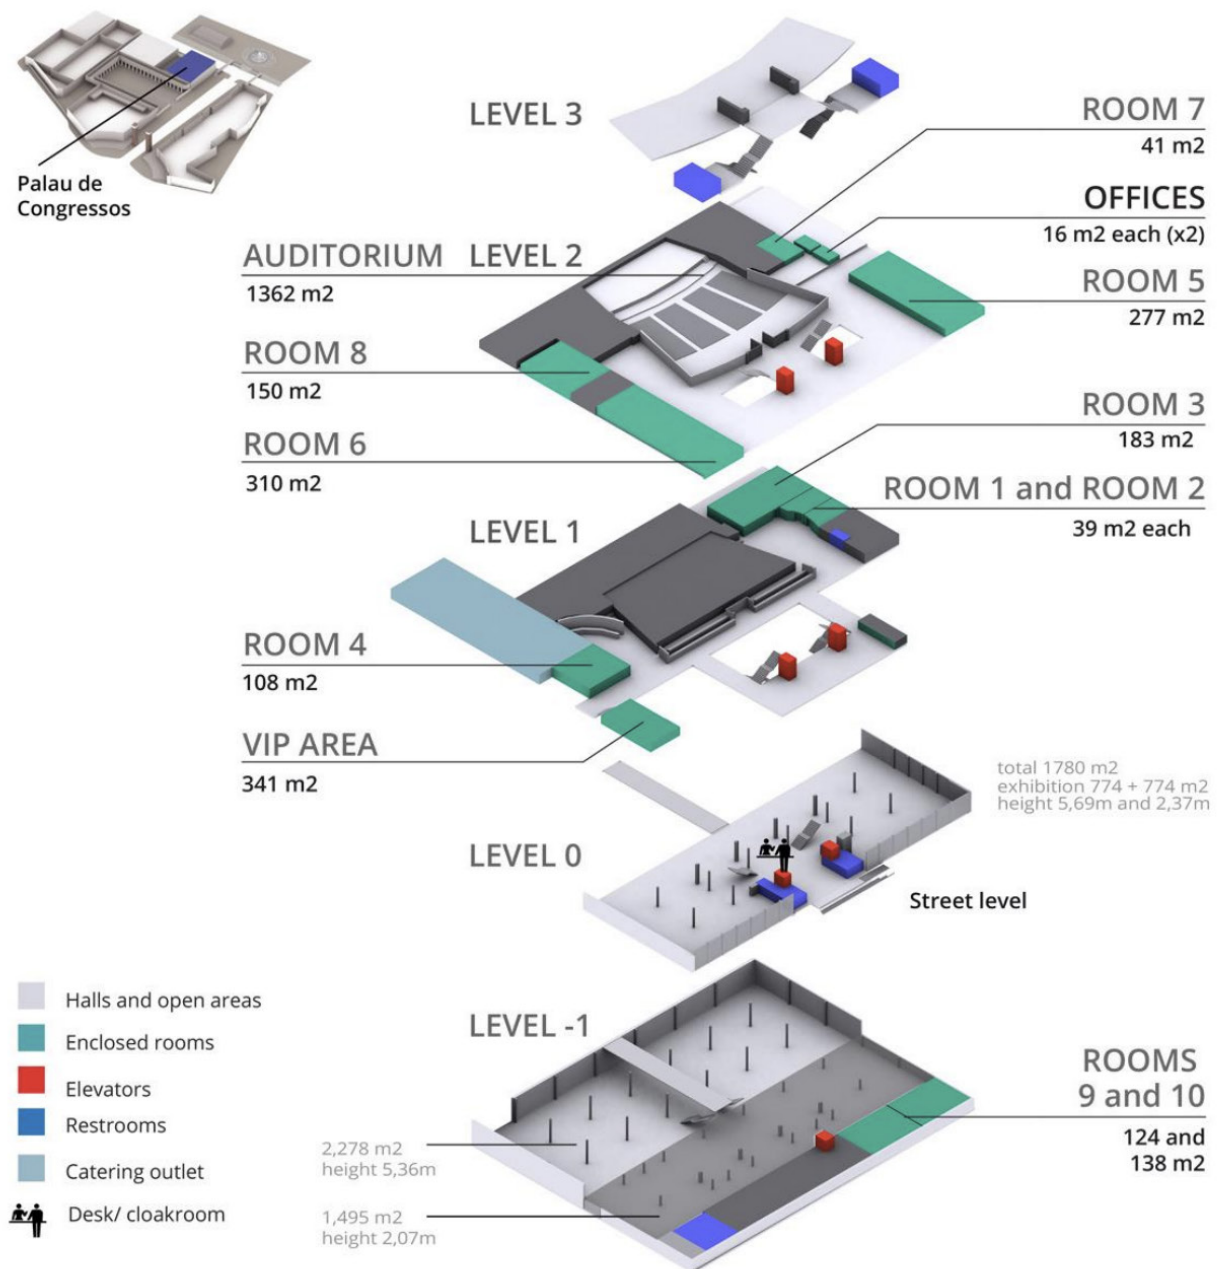 LEVEL 3
ROOM 7
41 m2
Palau de
Congressos
OFFICES
16 m2 each (x2)
AUDITORIUM
1362 m2
LEVEL 2
ROOM 5
277 m2
ROOM 8
150 m2
ROOM 3
183 m2
ROOM 6
310 m2
ROOM 1 and ROOM 2
39 m2 each
LEVEL 1
ROOM 4
108 m2
VIP AREA
341 m2
total 1780 m2
exhibition 774 + 774 m2
height 5,69m and 2,37m
LEVEL 0
Street level
Halls and open areas
Enclosed rooms
Elevators
Restrooms
Catering outlet
Desk/ cloakroom
LEVEL -1
ROOMS
9 and 10
124 and
138 m2
2,278 m2
height 5,36m
1,495 m2
height 2,07m